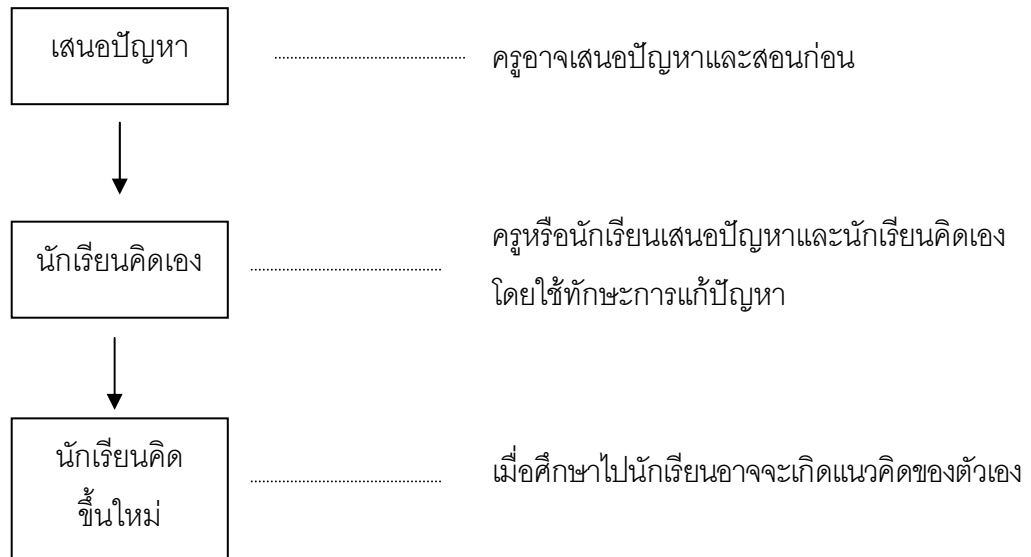 เสนอปัญหา
ครูอาจเสนอปัญหาและสอนก่อน
นักเรียนคิดเอง
ครูหรือนักเรียนเสนอปัญหาและนักเรียนคิดเอง
โดยใช้ทักษะการแก้ปัญหา
นักเรียนคิด
ขึ้นใหม่
เมื่อศึกษาไปนักเรียนอาจจะเกิดแนวคิดของตัวเอง